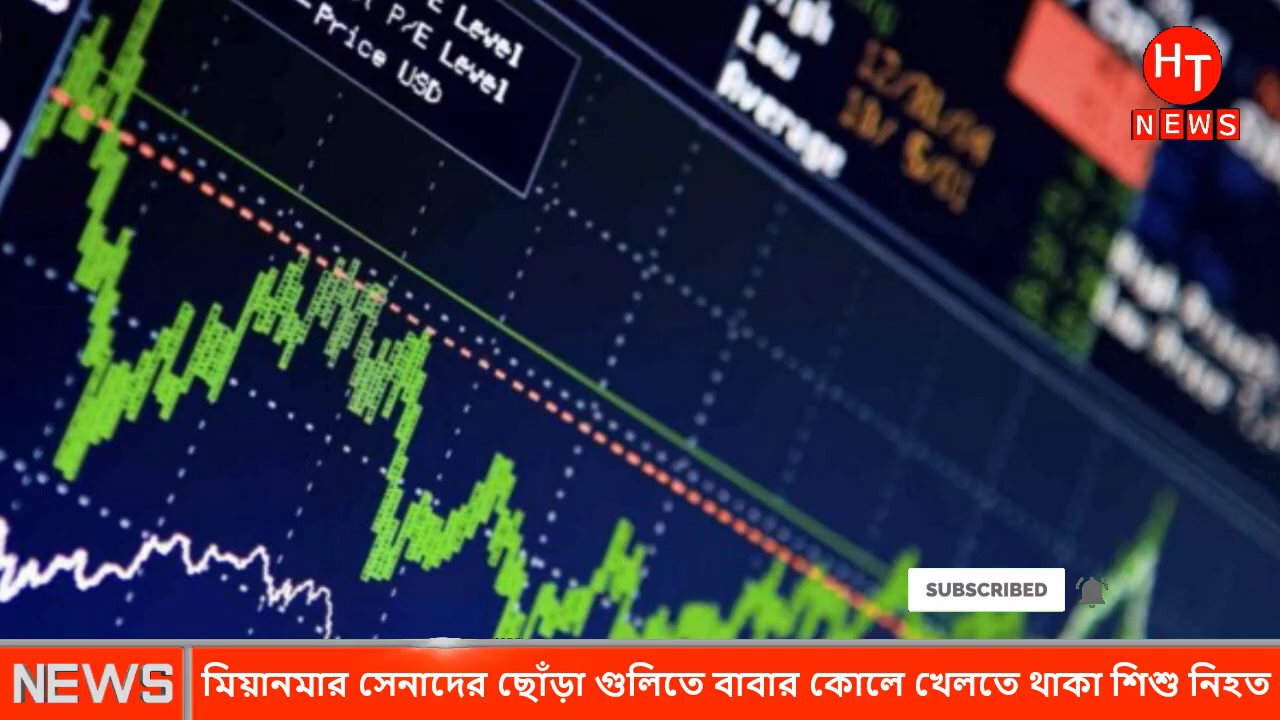 E Level
P/E Level
Price USD
High
Low
Average
HT
NEWS
SUBSCRIBED
NEWS
মিয়ানমার সেনাদের ছোঁড়া গুলিতে বাবার কোলে খেলতে থাকা শিশু নিহত